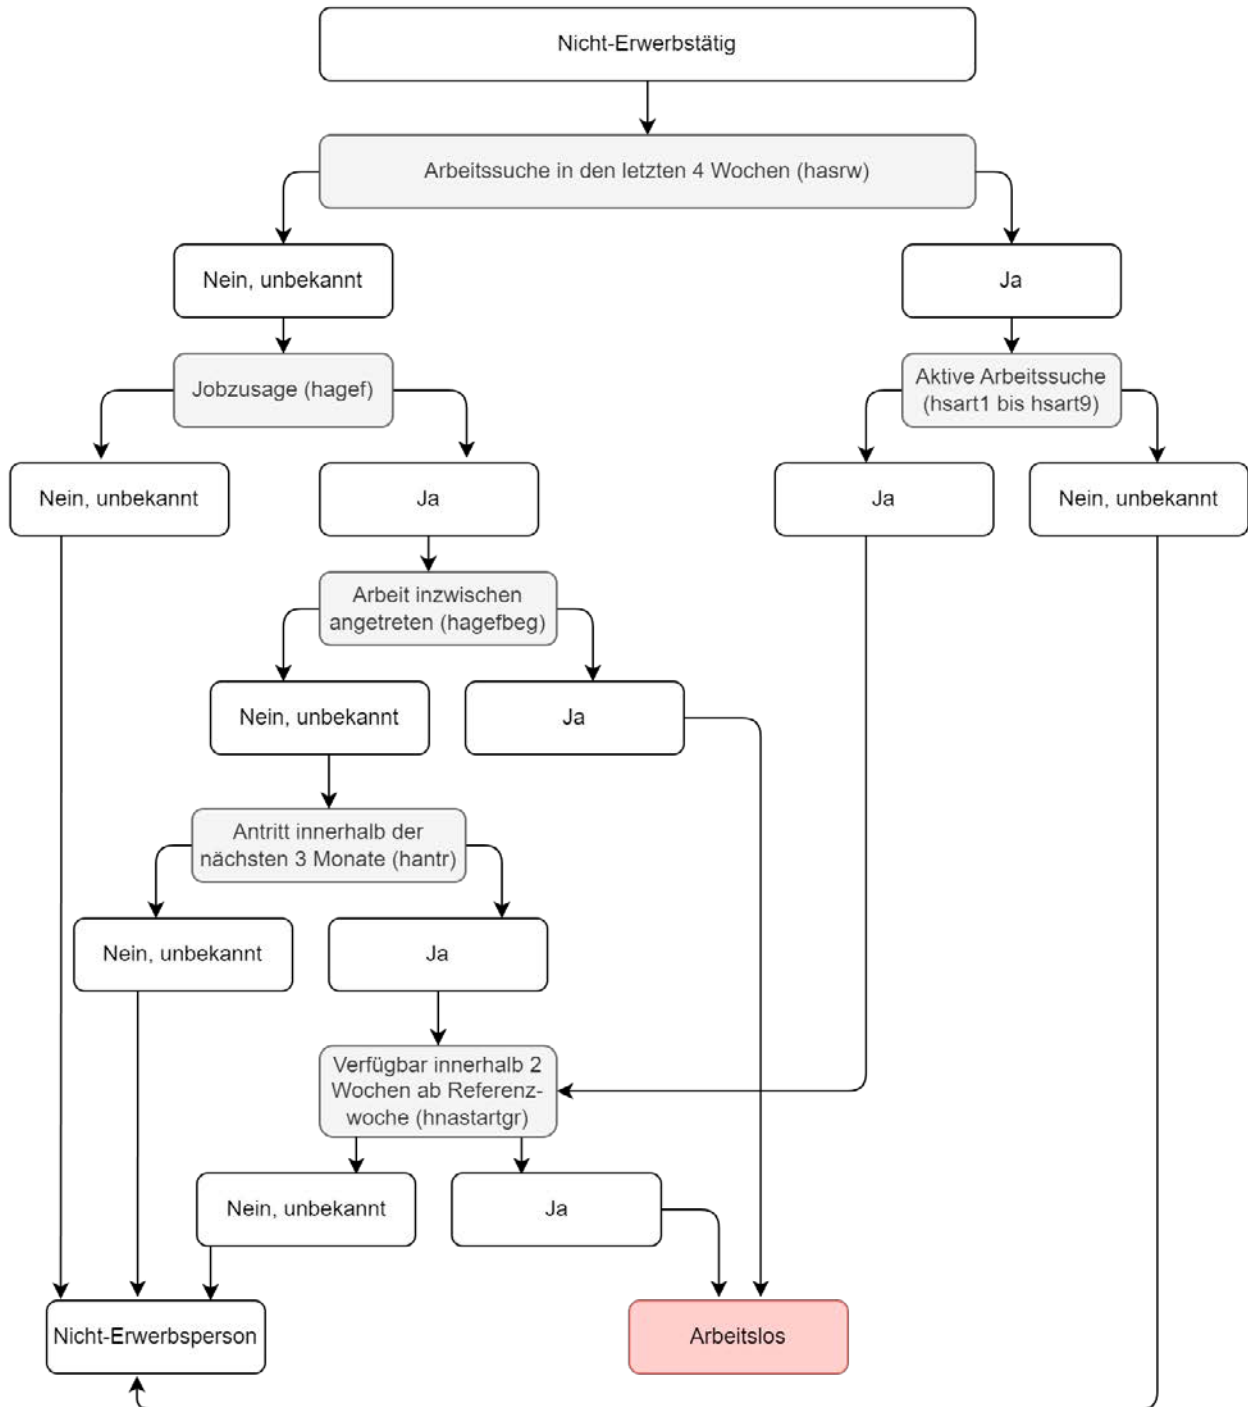 Nicht-Erwerbstätig
Arbeitssuche in den letzten 4 Wochen (hasrw)
Nein, unbekannt
Ja
Jobzusage (hagef)
Aktive Arbeitssuche
(hsart1 bis hsart9)
Nein, unbekannt
Ja
Ja
Nein, unbekannt
Arbeit inzwischen
angetreten (hagefbeg)
Nein, unbekannt
Ja
Antritt innerhalb der
nächsten 3 Monate (hantr)
Nein, unbekannt
Ja
Verfügbar innerhalb 2
Wochen ab Referenz-
woche (hnastartgr)
Nein, unbekannt
Ja
Nicht-Erwerbsperson
Arbeitslos